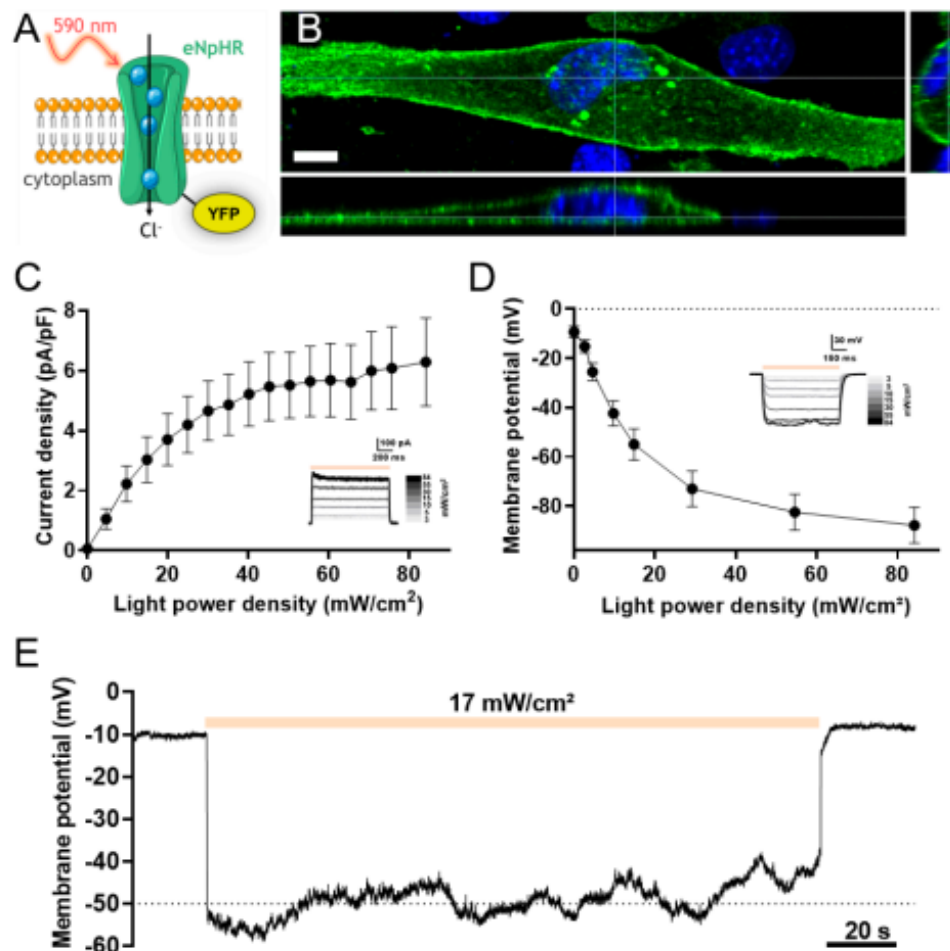 A
590 nm
eNpHR
cytoplasm
YFP
Cl-
B
C
Current density (pA/pF)
8
6
4
2
0
0
20
40
60
80
Light power density (mW/cm²)
100 pA
200 ms
mW/cm²
D
Membrane potential (mV)
0
-20
-40
-60
-80
0
20
40
60
80
Light power density (mW/cm²)
30 mV
mW/cm²
E
Membrane potential (mV)
0
-10
-20
-30
-40
-50
-60
17 mW/cm²
20 s